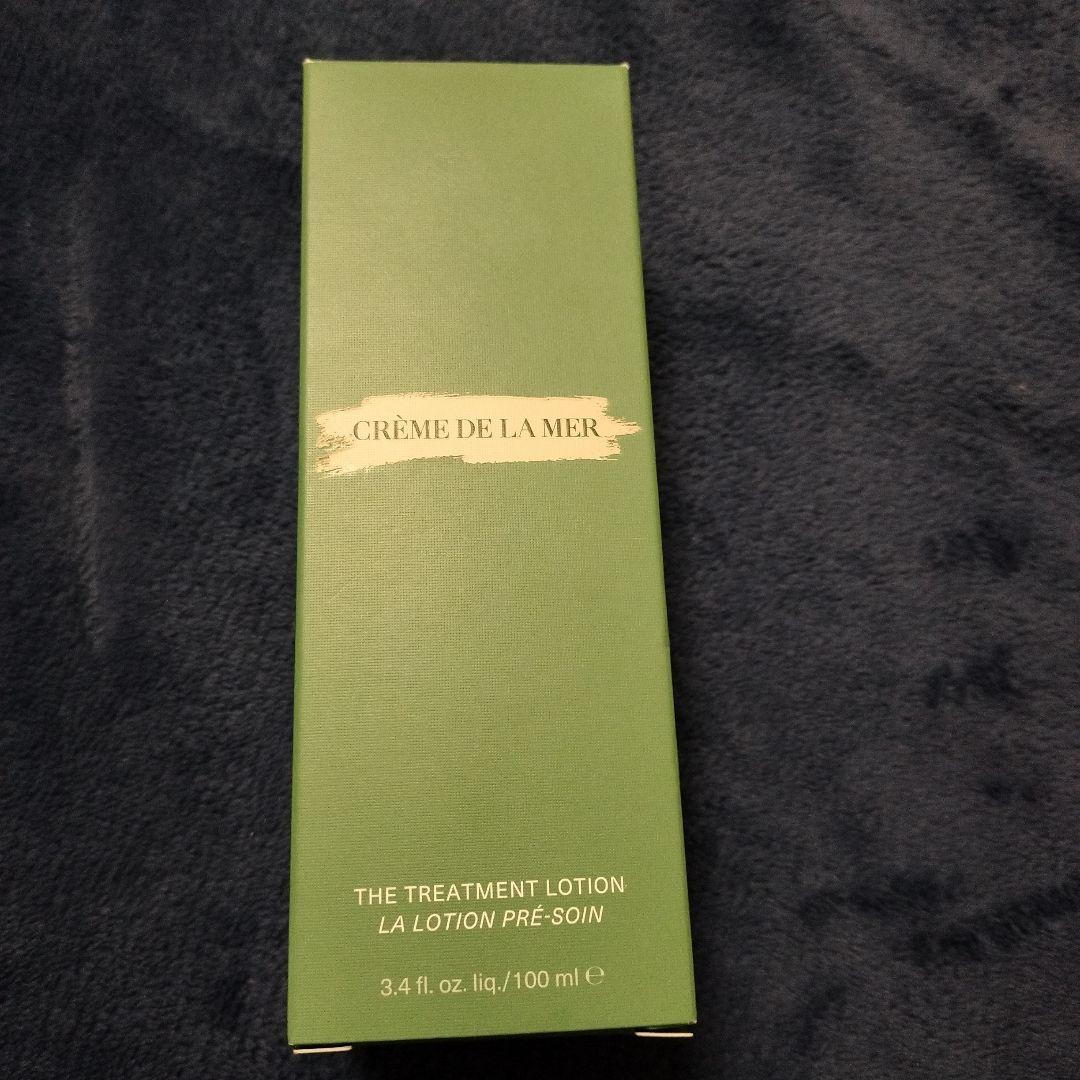 CRÈME DE LA MER
THE TREATMENT LOTION
LA LOTION PRÉ-SOIN
3.4 fl. oz. liq./100 ml ℮